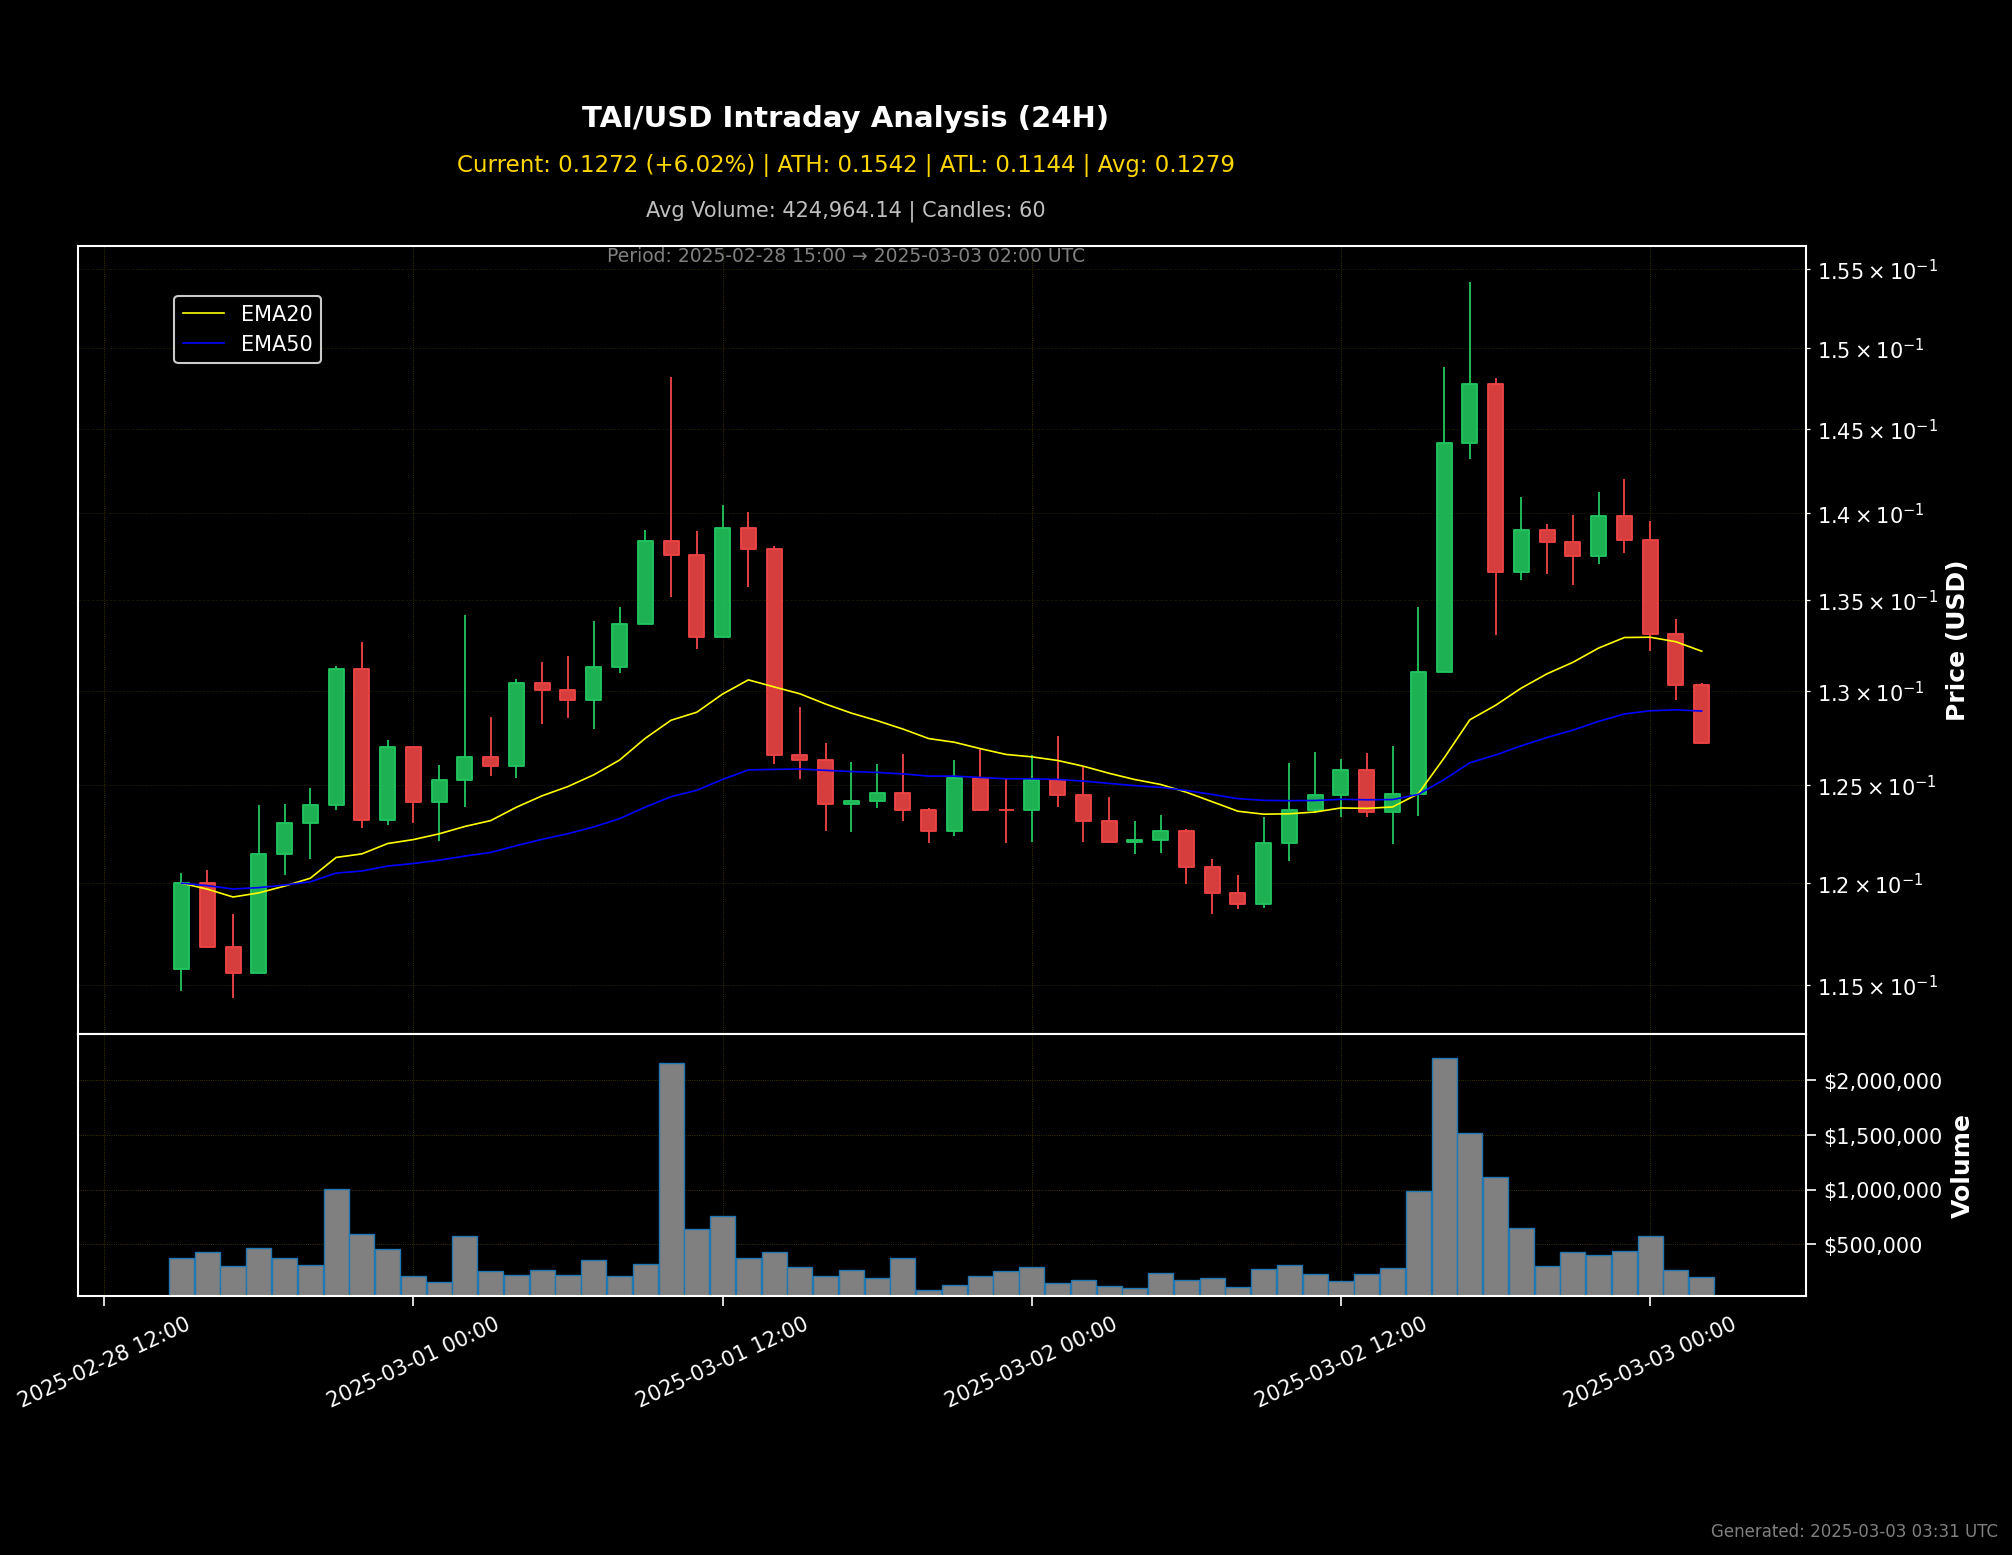 TAI/USD Intraday Analysis (24H)
Current: 0.1272 (+6.02%) | ATH: 0.1542 | ATL: 0.1144 | Avg: 0.1279
Avg Volume: 424,964.14 | Candles: 60
Period: 2025-02-28 15:00 → 2025-03-03 02:00 UTC
EMA20
EMA50
1.55 × 10⁻¹
1.5 × 10⁻¹
1.45 × 10⁻¹
1.4 × 10⁻¹
1.35 × 10⁻¹
1.3 × 10⁻¹
1.25 × 10⁻¹
1.2 × 10⁻¹
1.15 × 10⁻¹
Price (USD)
$2,000,000
$1,500,000
$1,000,000
$500,000
Volume
2025-02-28 12:00
2025-03-01 00:00
2025-03-01 12:00
2025-03-02 00:00
2025-03-02 12:00
2025-03-03 00:00
Generated: 2025-03-03 03:31 UTC